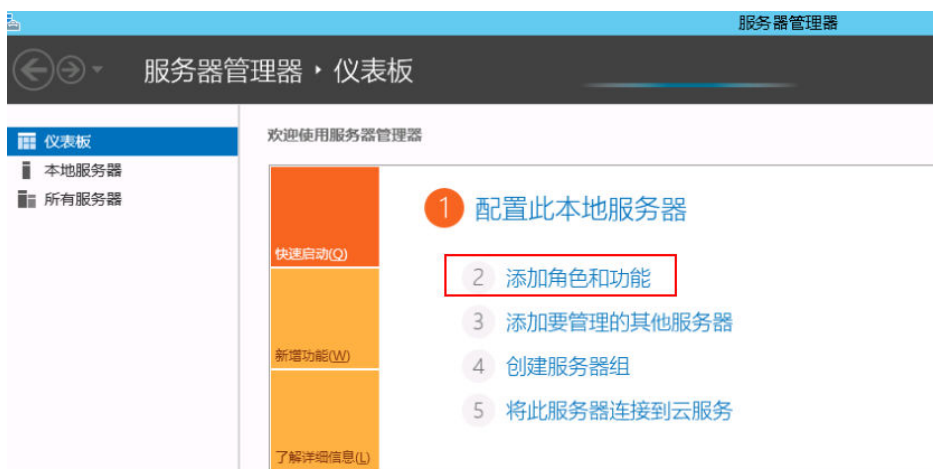 服务器管理器
服务器管理器 ‣ 仪表板
仪表板
本地服务器
所有服务器
欢迎使用服务器管理器
快速启动(Q)
新增功能(W)
了解详细信息(L)
1 配置此本地服务器
2 添加角色和功能
3 添加要管理的其他服务器
4 创建服务器组
5 将此服务器连接到云服务